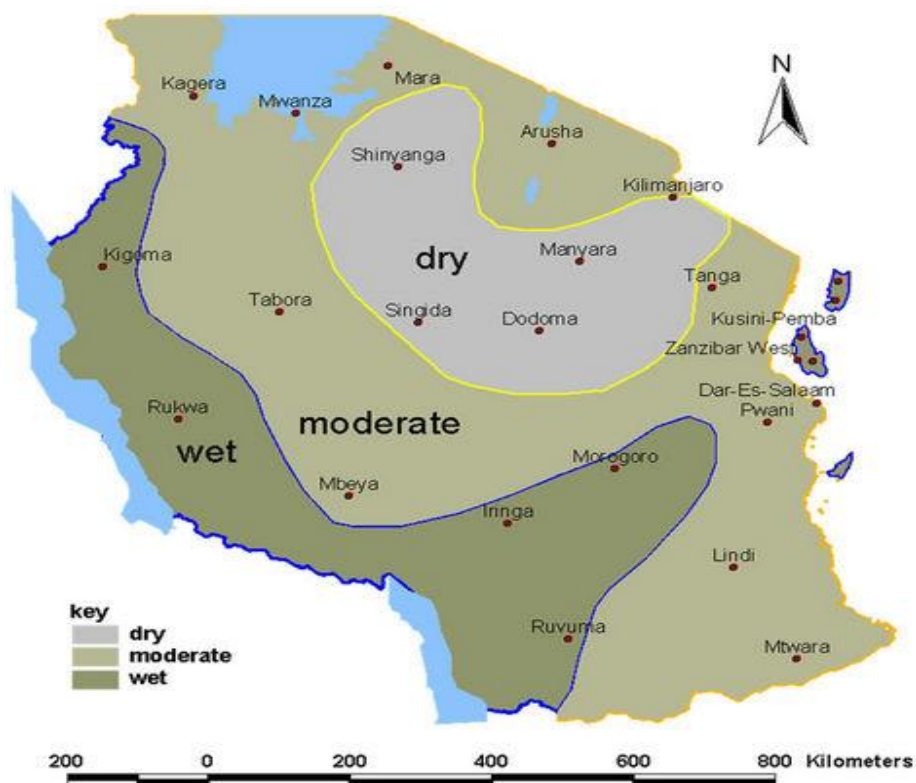 N
Kagera
Mara
Mwanza
Arusha
Shinyanga
Kilimanjaro
Kigoma
dry
Manyara
Tabora
Tanga
Singida
Dodoma
Kusini-Pemba
Zanzibar West
Dar-Es-Salaam
Pwani
Rukwa
moderate
wet
Morogoro
Mbeya
Iringa
Lindi
Ruvuma
Mtwara
key
dry
moderate
wet
200 0 200 400 600 800 Kilometers